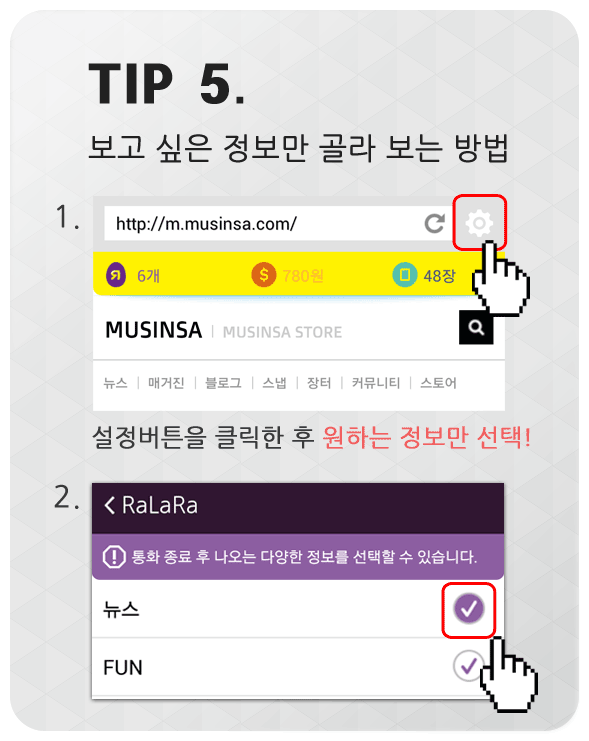 TIP 5.
보고 싶은 정보만 골라 보는 방법
1.
http://m.musinsa.com/
6개 780원 48장
MUSINSA | MUSINSA STORE
뉴스 | 매거진 | 블로그 | 스냅 | 장터 | 커뮤니티 | 스토어
설정버튼을 클릭한 후 원하는 정보만 선택!
2.
RaLaRa
통화 종료 후 나오는 다양한 정보를 선택할 수 있습니다.
뉴스
FUN